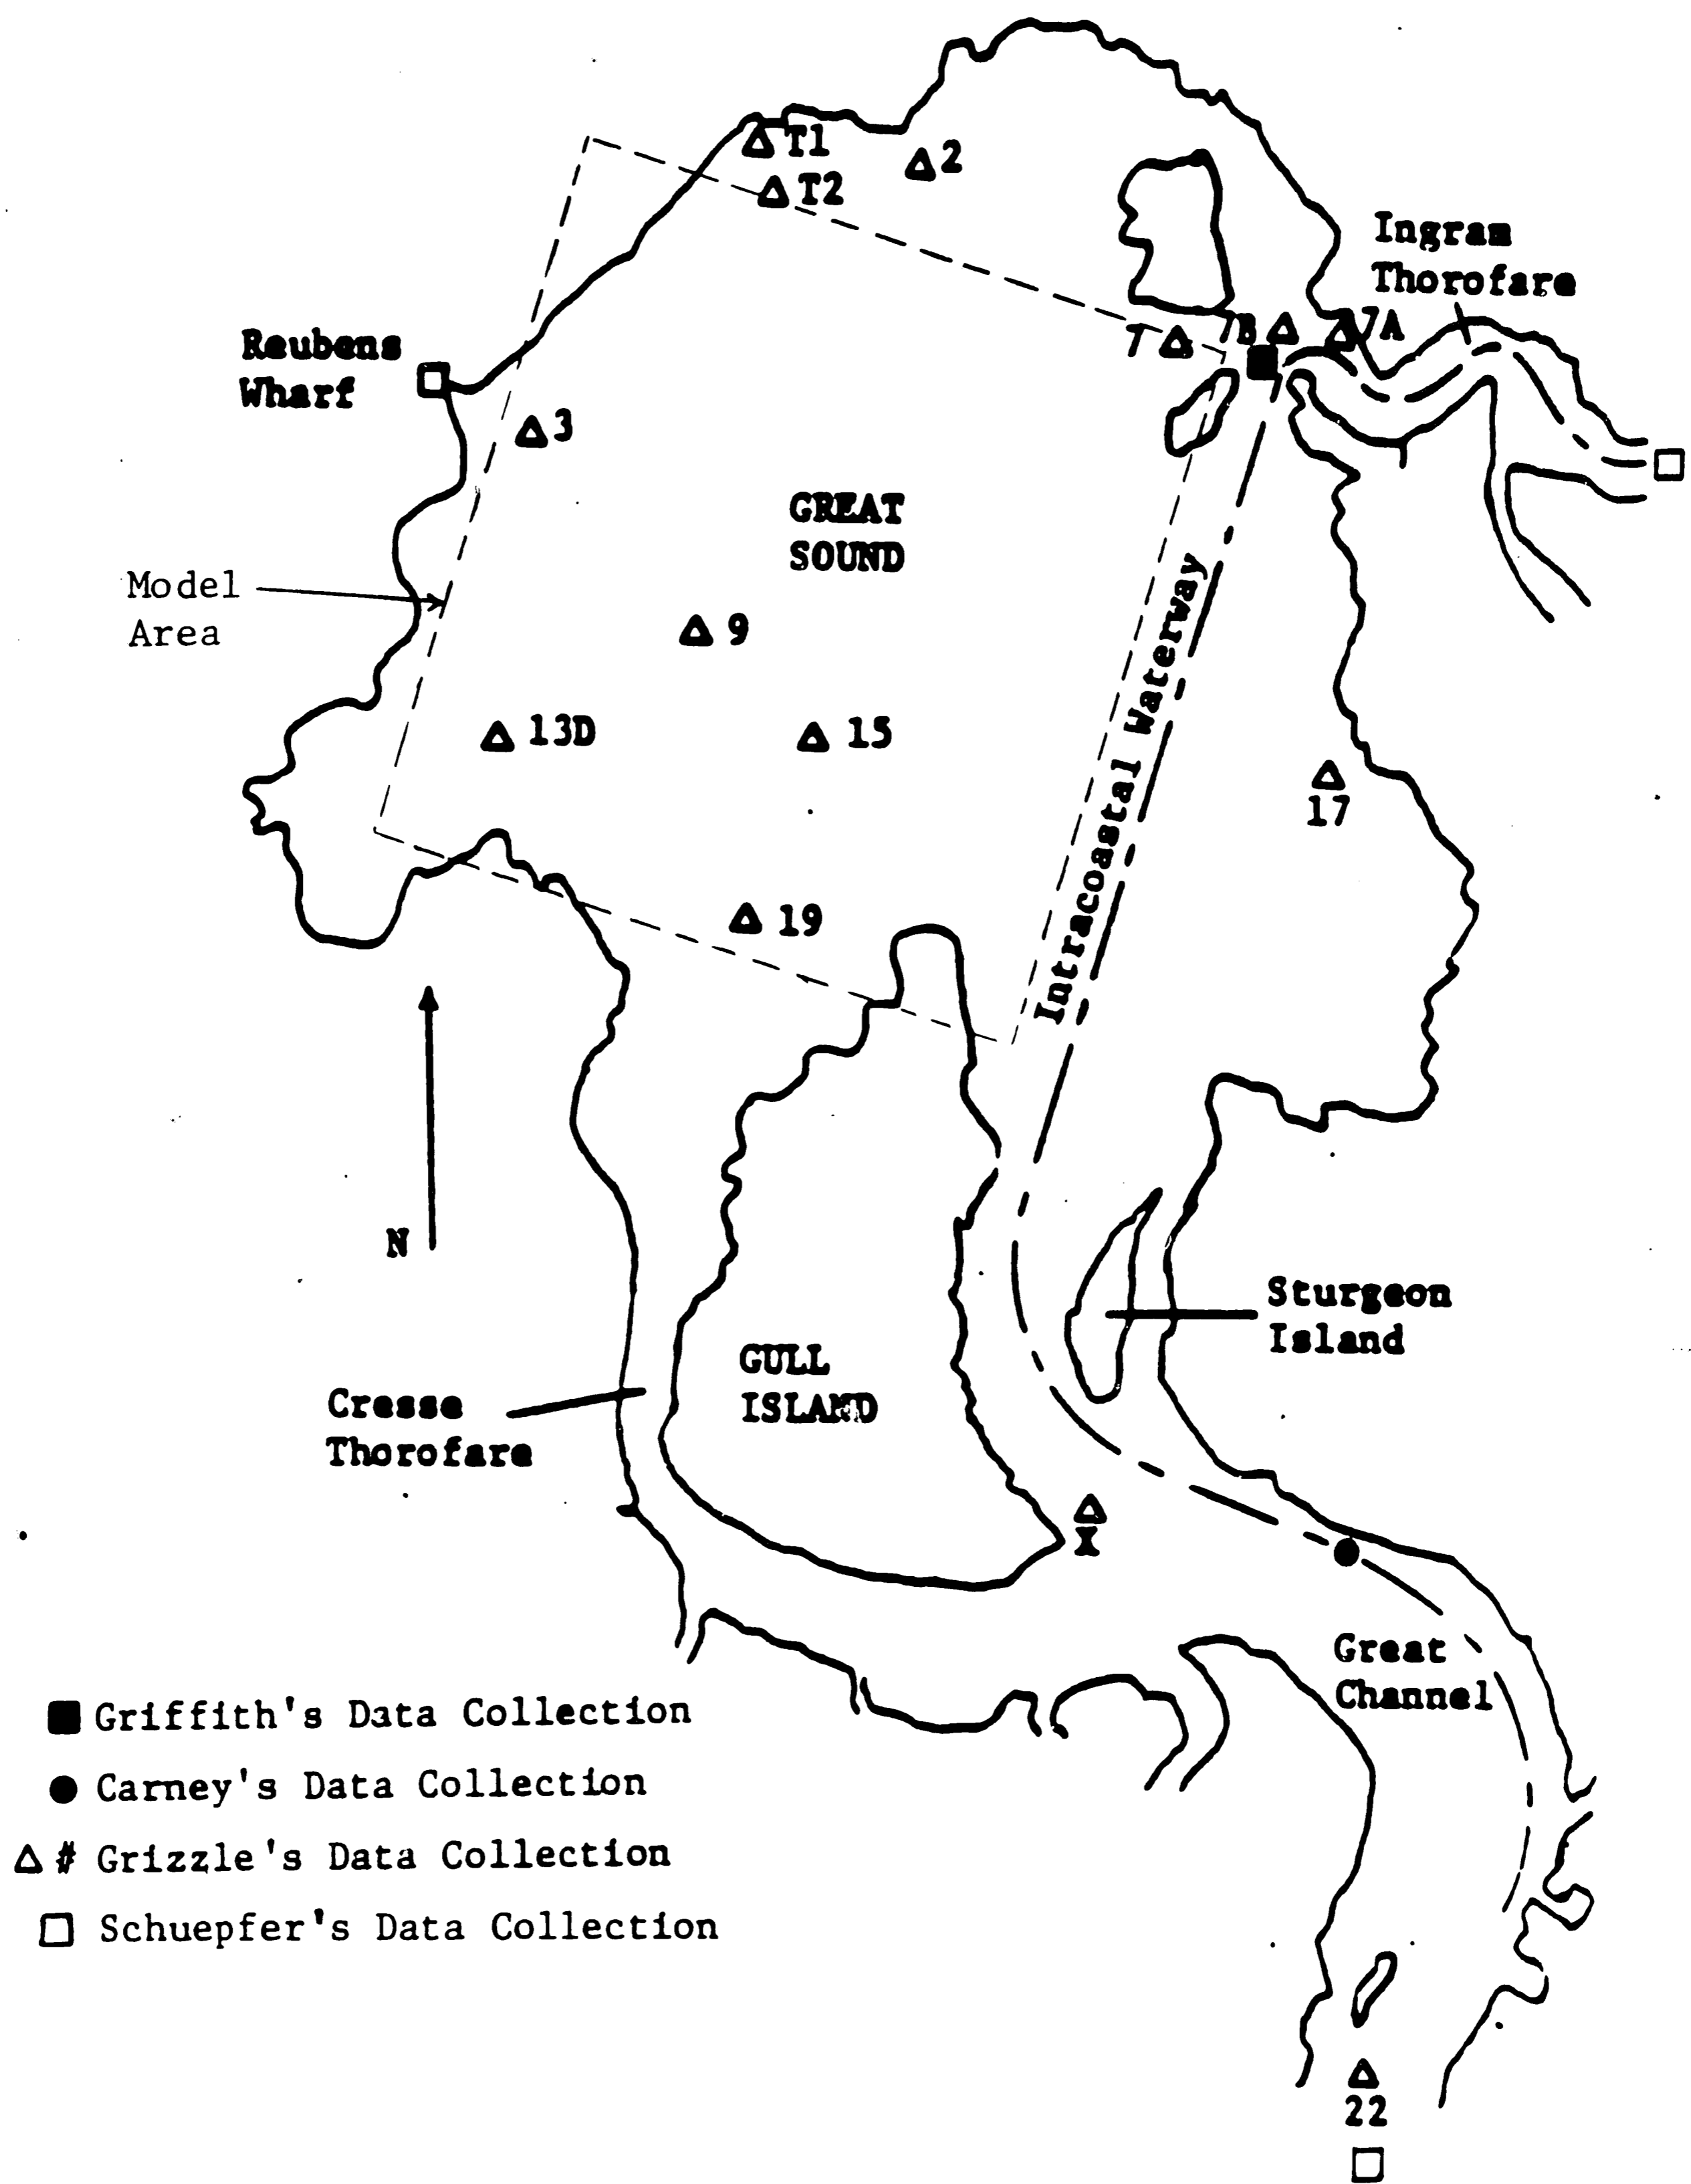 T1
2
T2
Ingram
Thorofare
7
7B
7A
Reubens
Wharf
3
GREAT
SOUND
Model
Area
9
Intracoastal Waterway
13D
15
17
19
N
Sturgeon
Island
GULL
ISLAND
Cresse
Thorofare
X
Great
Channel
Griffith's Data Collection
Carney's Data Collection
# Grizzle's Data Collection
Schuepfer's Data Collection
22